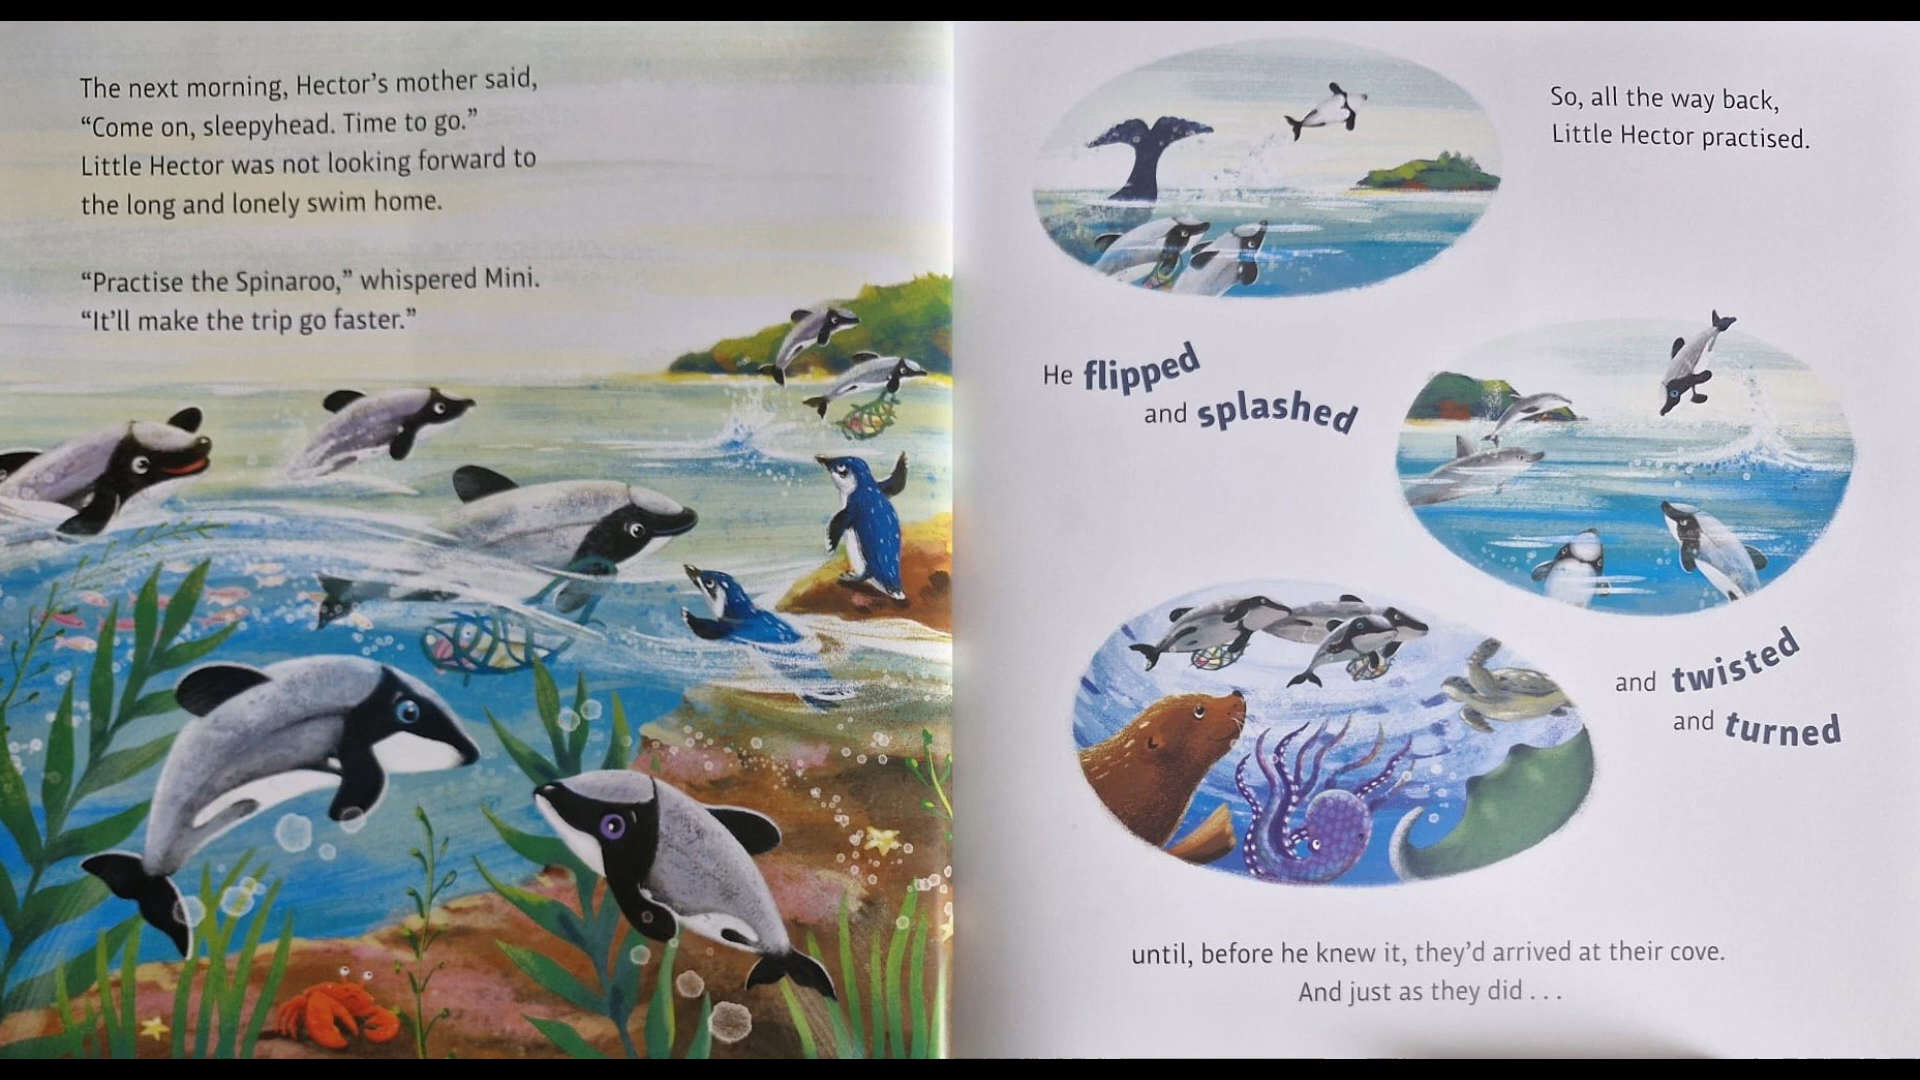 The next morning, Hector’s mother said,
“Come on, sleepyhead. Time to go.”
Little Hector was not looking forward to
the long and lonely swim home.
“Practise the Spinaroo,” whispered Mini.
“It’ll make the trip go faster.”
So, all the way back,
Little Hector practised.
He flipped
and splashed
and twisted
and turned
until, before he knew it, they’d arrived at their cove.
And just as they did . . .